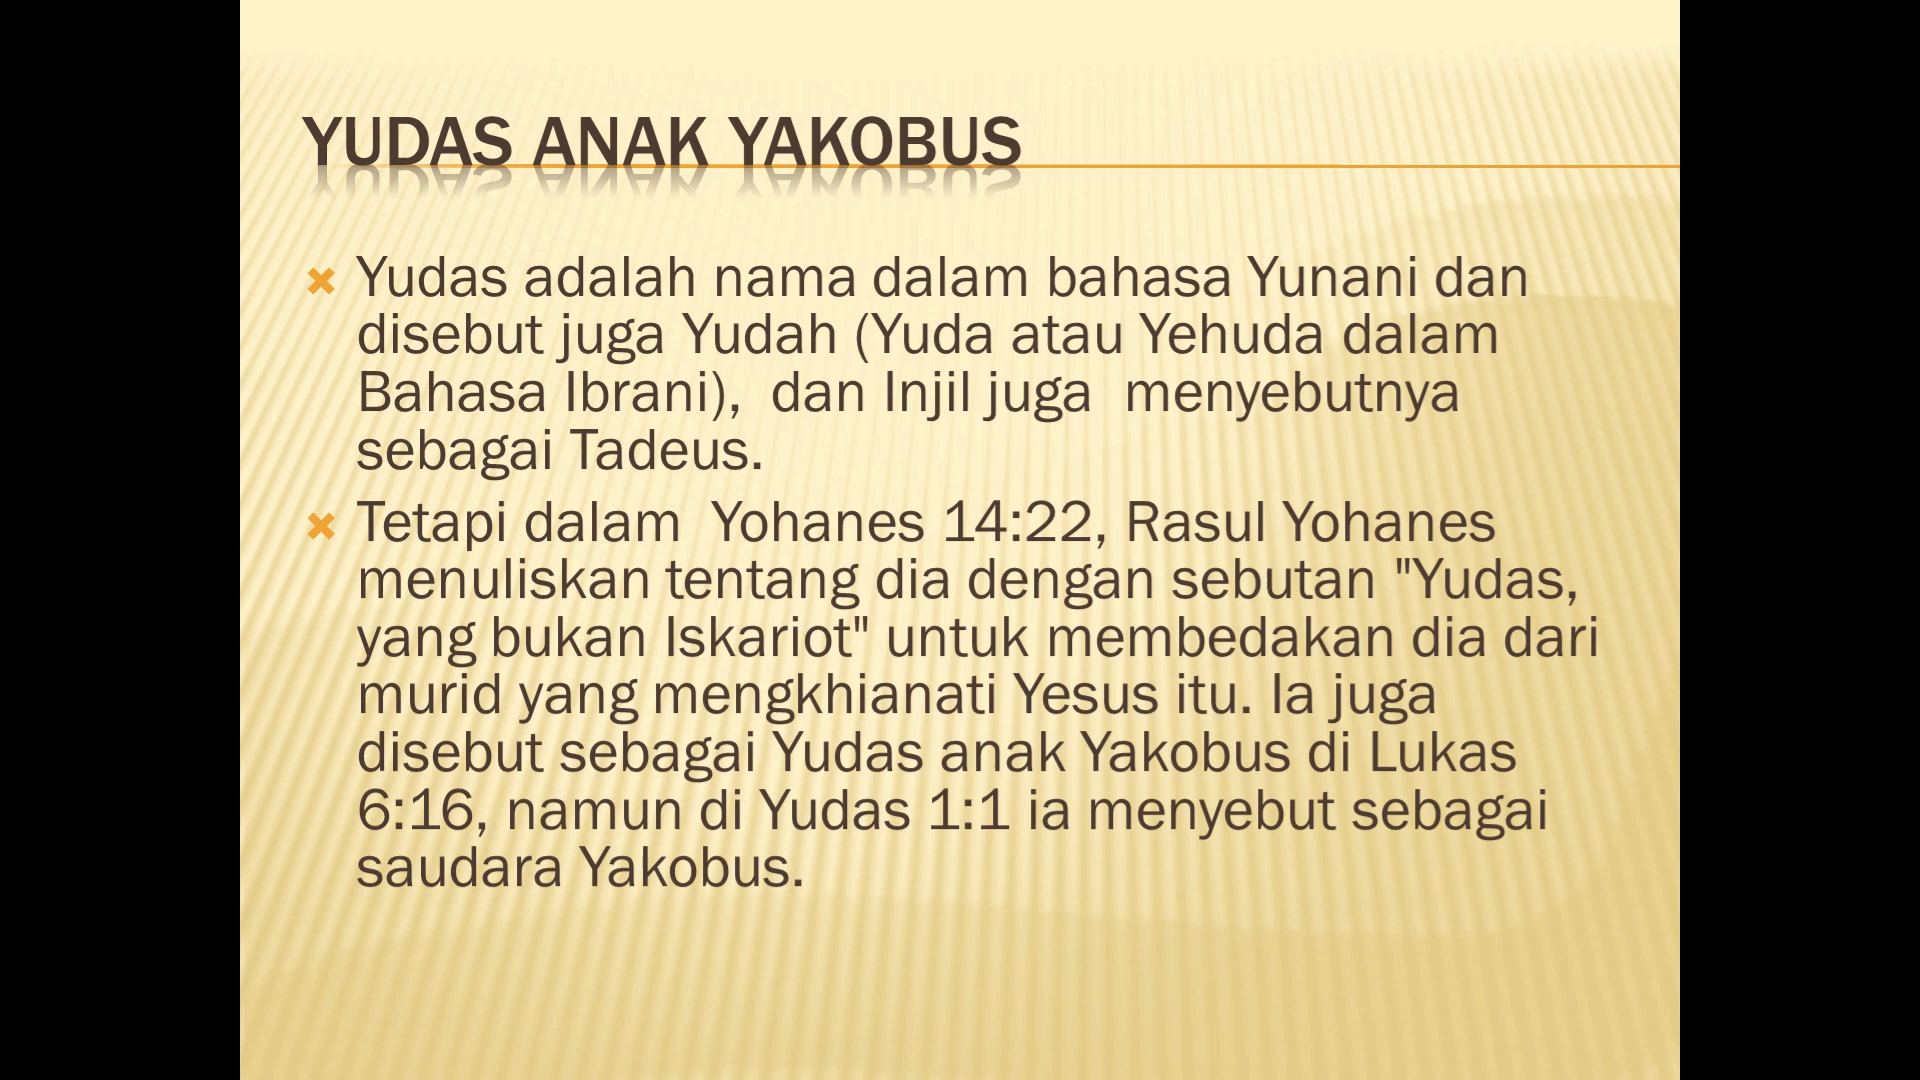 YUDAS ANAK YAKOBUS
Yudas adalah nama dalam bahasa Yunani dan
disebut juga Yudah (Yuda atau Yehuda dalam
Bahasa Ibrani),  dan Injil juga  menyebutnya
sebagai Tadeus.
Tetapi dalam  Yohanes 14:22, Rasul Yohanes
menuliskan tentang dia dengan sebutan "Yudas,
yang bukan Iskariot" untuk membedakan dia dari
murid yang mengkhianati Yesus itu. Ia juga
disebut sebagai Yudas anak Yakobus di Lukas
6:16, namun di Yudas 1:1 ia menyebut sebagai
saudara Yakobus.